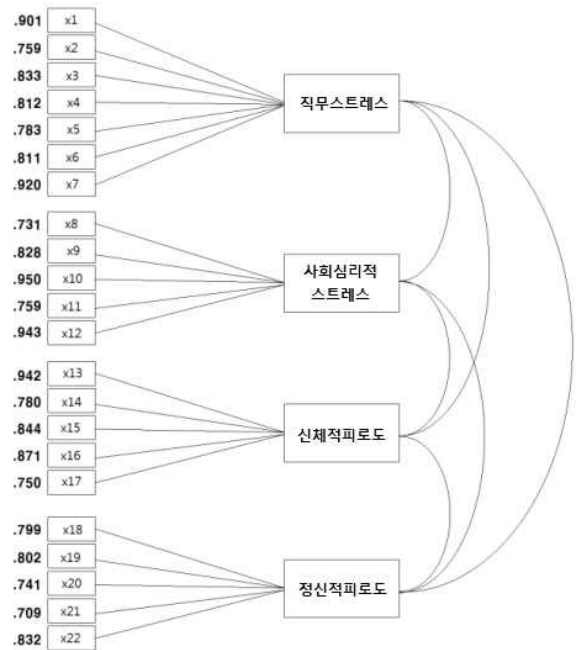 .901 x1
.759 x2
.833 x3
.812 x4
.783 x5
.811 x6
.920 x7
직무스트레스
.731 x8
.828 x9
.950 x10
.759 x11
.943 x12
사회심리적
스트레스
.942 x13
.780 x14
.844 x15
.871 x16
.750 x17
신체적피로도
.799 x18
.802 x19
.741 x20
.709 x21
.832 x22
정신적피로도